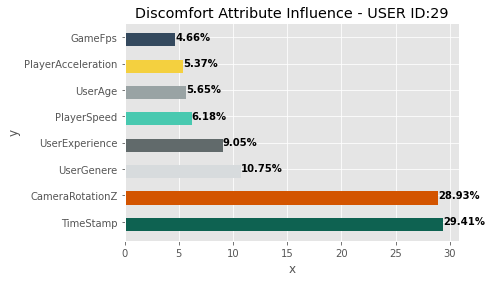 Discomfort Attribute Influence - USER ID:29
GameFps 4.66%
PlayerAcceleration 5.37%
UserAge 5.65%
PlayerSpeed 6.18%
y
UserExperience 9.05%
UserGenere 10.75%
CameraRotationZ 28.93%
TimeStamp 29.41%
0 5 10 15 20 25 30
x